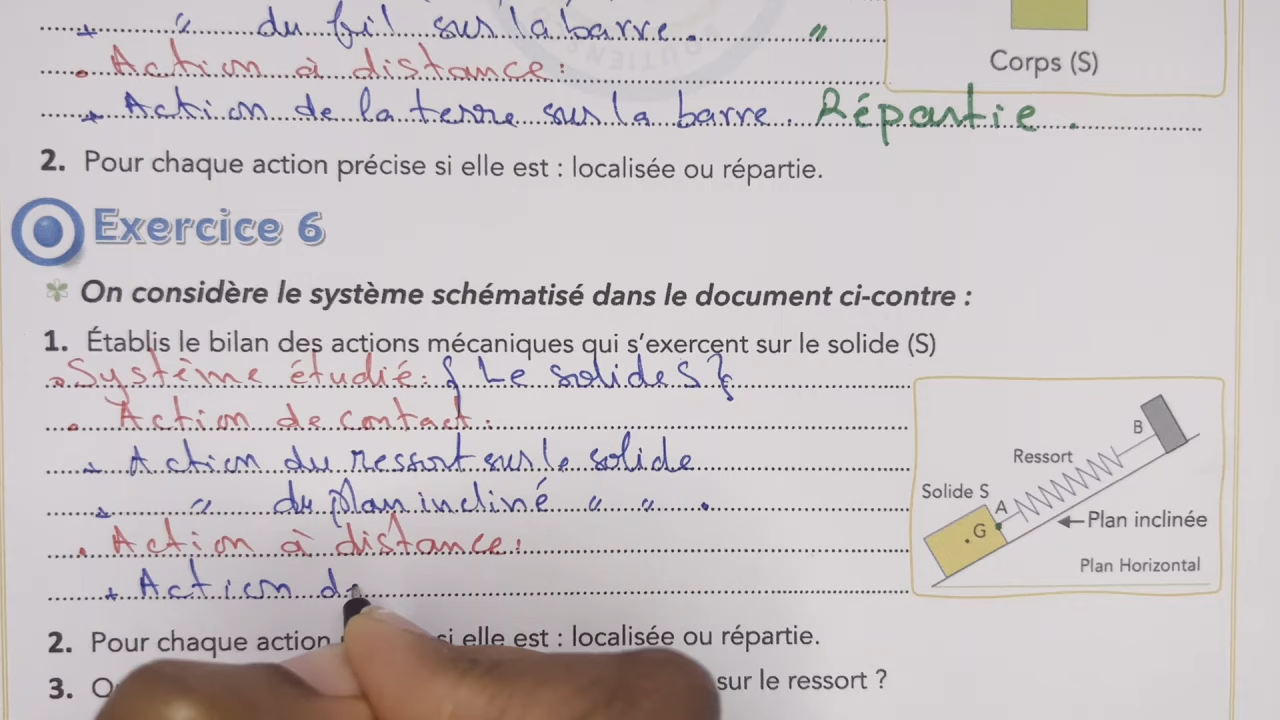 + " du fil sur la barre. "
Corps (S)
• Action à distance:
+ Action de la terre sur la barre. Répartie.
2. Pour chaque action précise si elle est : localisée ou répartie.
Exercice 6
On considère le système schématisé dans le document ci-contre :
1. Établis le bilan des actions mécaniques qui s'exercent sur le solide (S)
Système étudié: { Le solide S }
• Action de contact:
+ Action du ressort sur le solide
+ " du plan incliné " " .
• Action à distance:
+ Action de
B
Ressort
Solide S
A
G
Plan inclinée
Plan Horizontal
2. Pour chaque action si elle est : localisée ou répartie.
3. sur le ressort ?